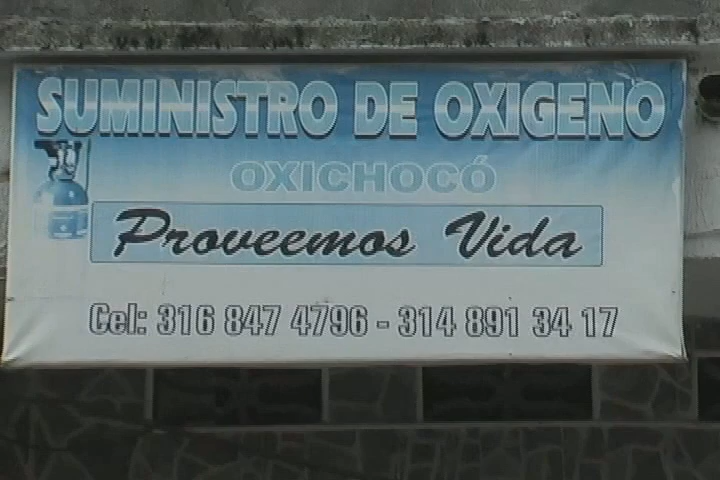 SUMINISTRO DE OXIGENO
OXICHOCÓ
Proveemos Vida
Cel: 316 847 4796 - 314 891 34 17